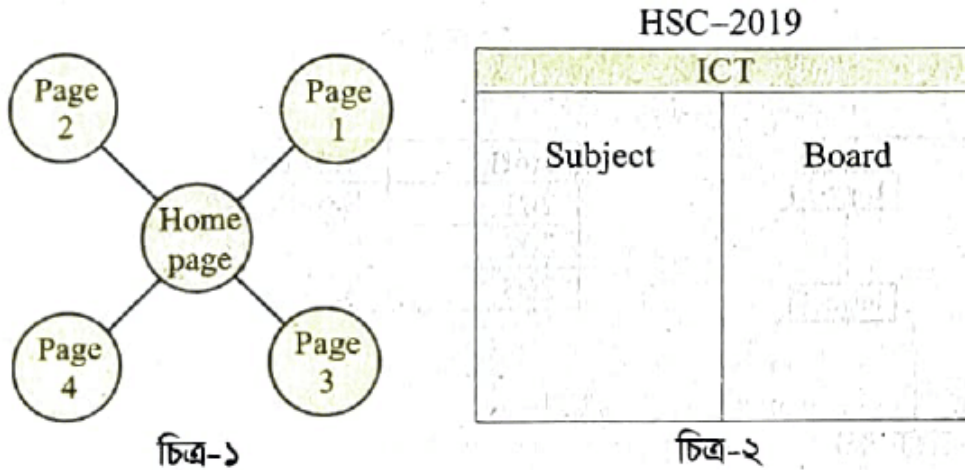 Page
2
Page
1
Home
page
Page
4
Page
3
চিত্র-১
HSC–2019
ICT
Subject
Board
চিত্র-২